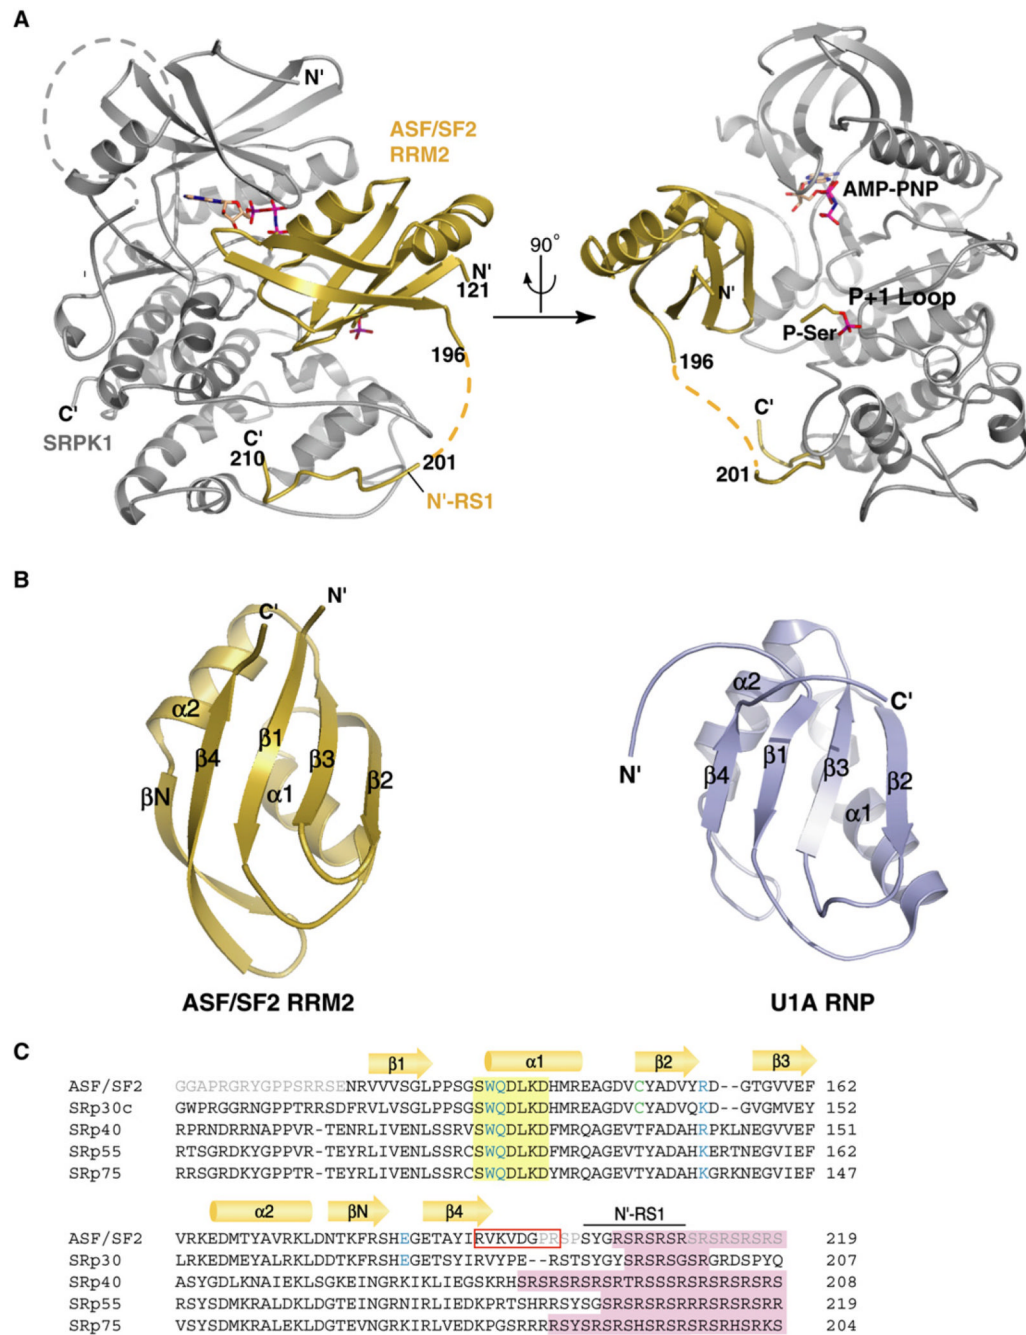 A
N'
ASF/SF2
RRM2
N'
121
196
C'
SRPK1
C'
210
201
N'-RS1
90°
AMP-PNP
P+1 Loop
P-Ser
N'
196
C'
201
B
C' N'
α2
β4 β1 β3
βN α1 β2
ASF/SF2 RRM2
α2
C'
N'
β4 β1 β3 β2
α1
U1A RNP
C
β1 α1 β2 β3
ASF/SF2 GGAPRGRYGPPSRRSENRVVVSGLPPSGSWQDLKDHMREAGDVCYADVYRD--GTGVVEF 162
SRp30c GWPRGGRNGPPTRRSDFRVLVSGLPPSGSWQDLKDHMREAGDVCYADVQKD--GVGMVEY 152
SRp40 RPRNDRRNAPPVR-TENRLIVENLSSRVSWQDLKDFMRQAGEVTFADAHRPKLNEGVVEF 151
SRp55 RTSGRDKYGPPTR-TEYRLIVENLSSRCSWQDLKDFMRQAGEVTYADAHKERTNEGVIEF 162
SRp75 RRSGRDKYGPPTR-TEYRLIVENLSSRCSWQDLKDYMRQAGEVTYADAHKGRKNEGVIEF 147
α2 βN β4 N'-RS1
ASF/SF2 VRKEDMTYAVRKLDNTKFRSHEGETAYIRVKVDGPRSPSYGRSRSRSRSRSRSRSRS 219
SRp30 LRKEDMEYALRKLDDTKFRSHEGETSYIRVYPE--RSTSYGYSRSRSGSRGRDSPYQ 207
SRp40 ASYGDLKNAIEKLSGKEINGRKIKLIEGSKRHSRSRSRSRSRTRSSSRSRSRSRSRS 208
SRp55 RSYSDMKRALDKLDGTEINGRNIRLIEDKPRTSHRRSYSGSRSRSRSRRRSRSRSRR 219
SRp75 VSYSDMKRALEKLDGTEVNGRKIRLVEDKPGSRRRRSYSRSRSHSRSRSRSRHSRKS 204